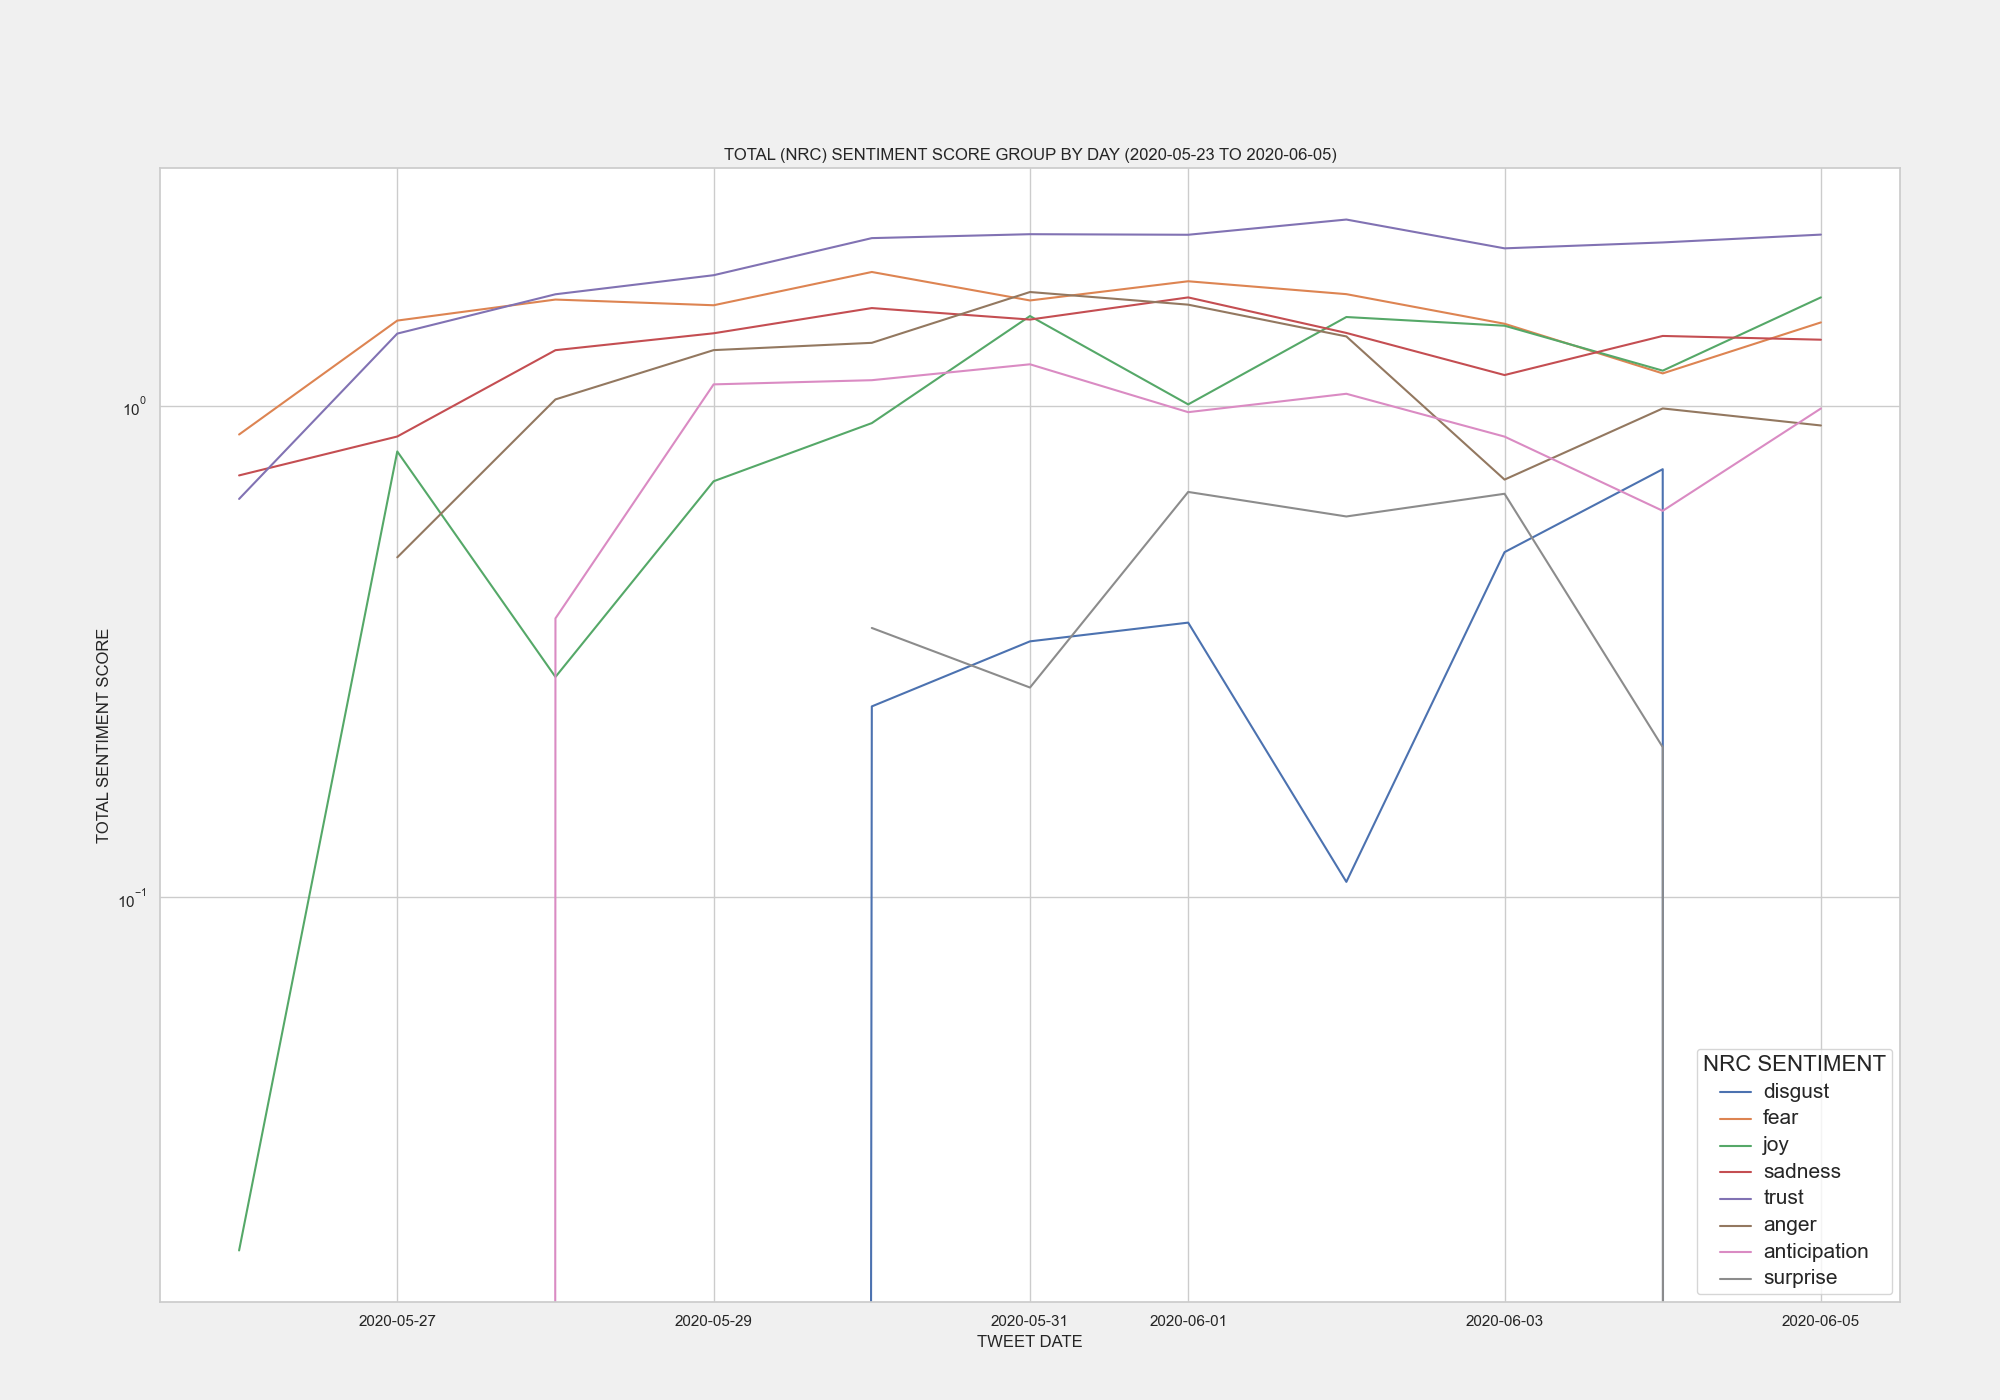 TOTAL (NRC) SENTIMENT SCORE GROUP BY DAY (2020-05-23 TO 2020-06-05)
10⁰
10⁻¹
TOTAL SENTIMENT SCORE
NRC SENTIMENT
disgust
fear
joy
sadness
trust
anger
anticipation
surprise
2020-05-27 2020-05-29 2020-05-31 2020-06-01 2020-06-03 2020-06-05
TWEET DATE